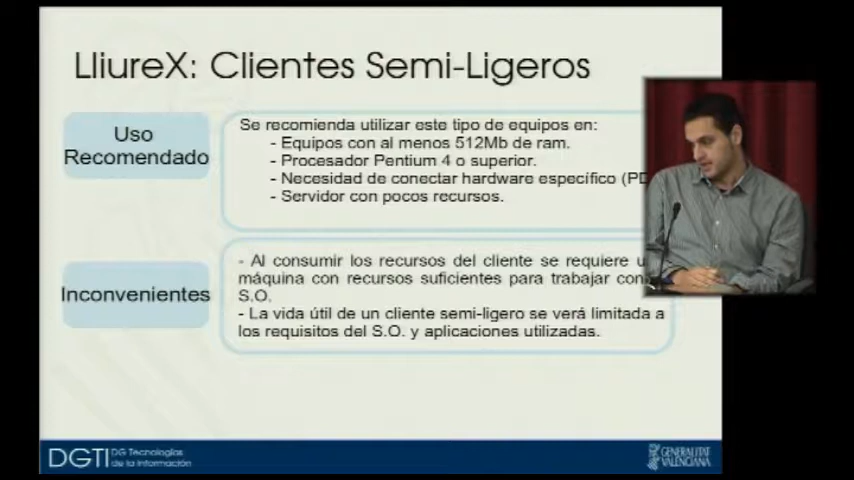 LliureX: Clientes Semi-Ligeros
Uso
Recomendado
Se recomienda utilizar este tipo de equipos en:
- Equipos con al menos 512Mb de ram.
- Procesador Pentium 4 o superior.
- Necesidad de conectar hardware específico (PD
- Servidor con pocos recursos.
Inconvenientes
- Al consumir los recursos del cliente se requiere
máquina con recursos suficientes para trabajar con
S.O.
- La vida útil de un cliente semi-ligero se verá limitada a
los requisitos del S.O. y aplicaciones utilizadas.
DGTI DG Tecnologías
de la Información
GENERALITAT
VALENCIANA